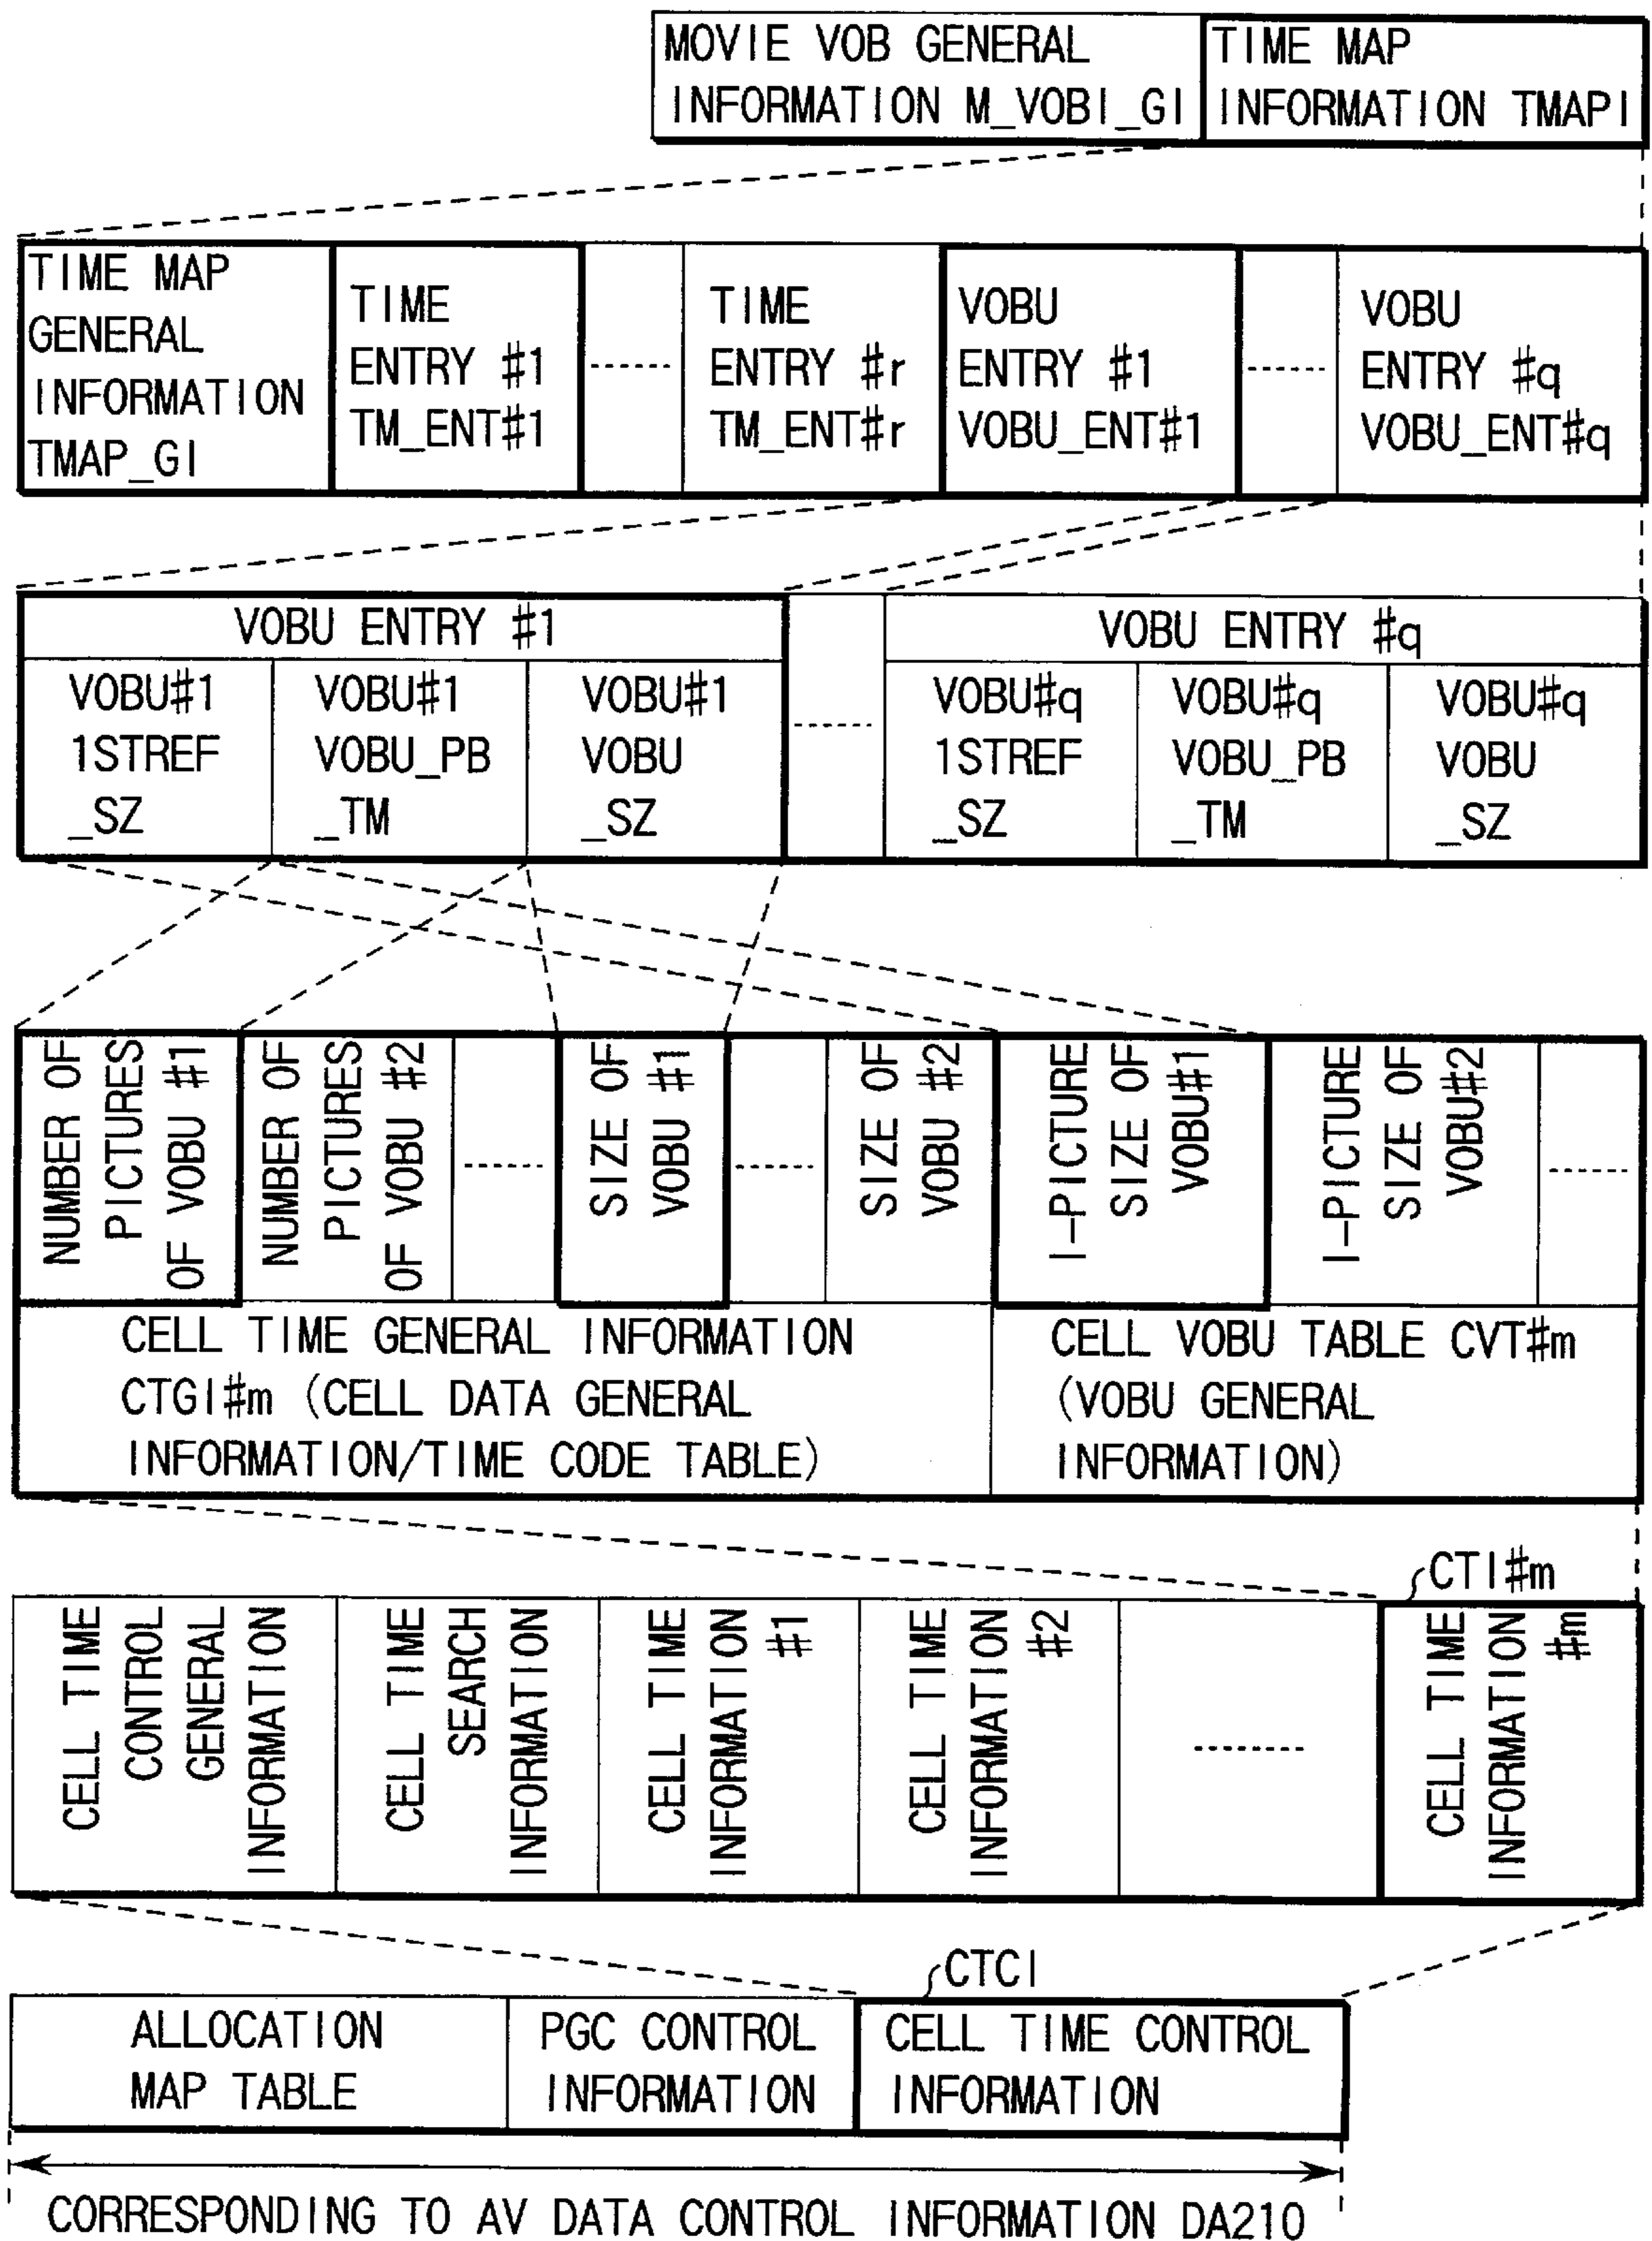 MOVIE VOB GENERAL
INFORMATION M_VOBI_GI
TIME MAP
INFORMATION TMAPI
TIME MAP
GENERAL
INFORMATION
TMAP_GI
TIME
ENTRY #1
TM_ENT#1
TIME
ENTRY #r
TM_ENT#r
VOBU
ENTRY #1
VOBU_ENT#1
VOBU
ENTRY #q
VOBU_ENT#q
VOBU ENTRY #1
VOBU ENTRY #q
VOBU#1
1STREF
_SZ
VOBU#1
VOBU_PB
_TM
VOBU#1
VOBU
_SZ
VOBU#q
1STREF
_SZ
VOBU#q
VOBU_PB
_TM
VOBU#q
VOBU
_SZ
NUMBER OF
PICTURES
OF VOBU #1
NUMBER OF
PICTURES
OF VOBU #2
SIZE OF
VOBU #1
SIZE OF
VOBU #2
I-PICTURE
SIZE OF
VOBU#1
I-PICTURE
SIZE OF
VOBU#2
CELL TIME GENERAL INFORMATION
CTGI#m (CELL DATA GENERAL
INFORMATION/TIME CODE TABLE)
CELL VOBU TABLE CVT#m
(VOBU GENERAL
INFORMATION)
CTI#m
CELL TIME
CONTROL
GENERAL
INFORMATION
CELL TIME
SEARCH
INFORMATION
CELL TIME
INFORMATION
#1
CELL TIME
INFORMATION
#2
CELL TIME
INFORMATION
#m
CTCI
ALLOCATION
MAP TABLE
PGC CONTROL
INFORMATION
CELL TIME CONTROL
INFORMATION
CORRESPONDING TO AV DATA CONTROL INFORMATION DA210